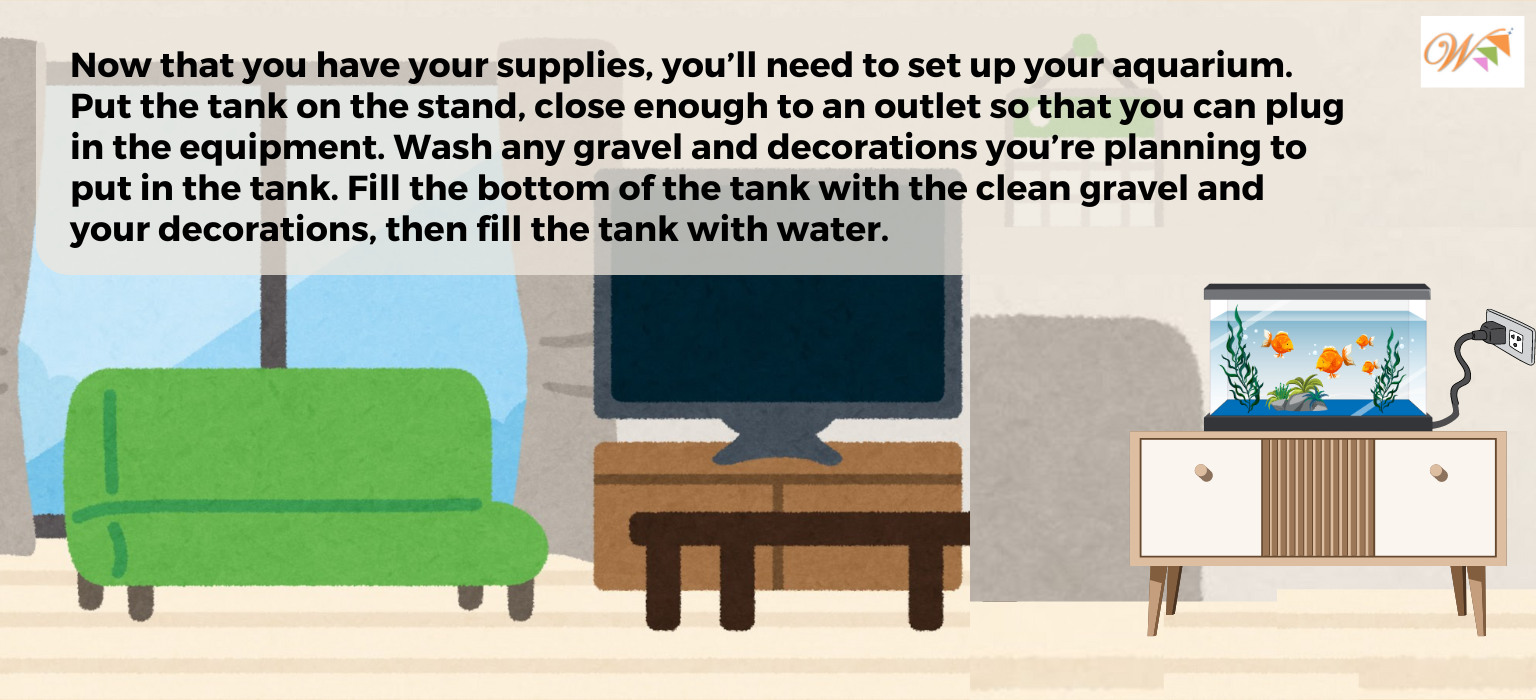 Now that you have your supplies, you’ll need to set up your aquarium.
Put the tank on the stand, close enough to an outlet so that you can plug
in the equipment. Wash any gravel and decorations you’re planning to
put in the tank. Fill the bottom of the tank with the clean gravel and
your decorations, then fill the tank with water.
W